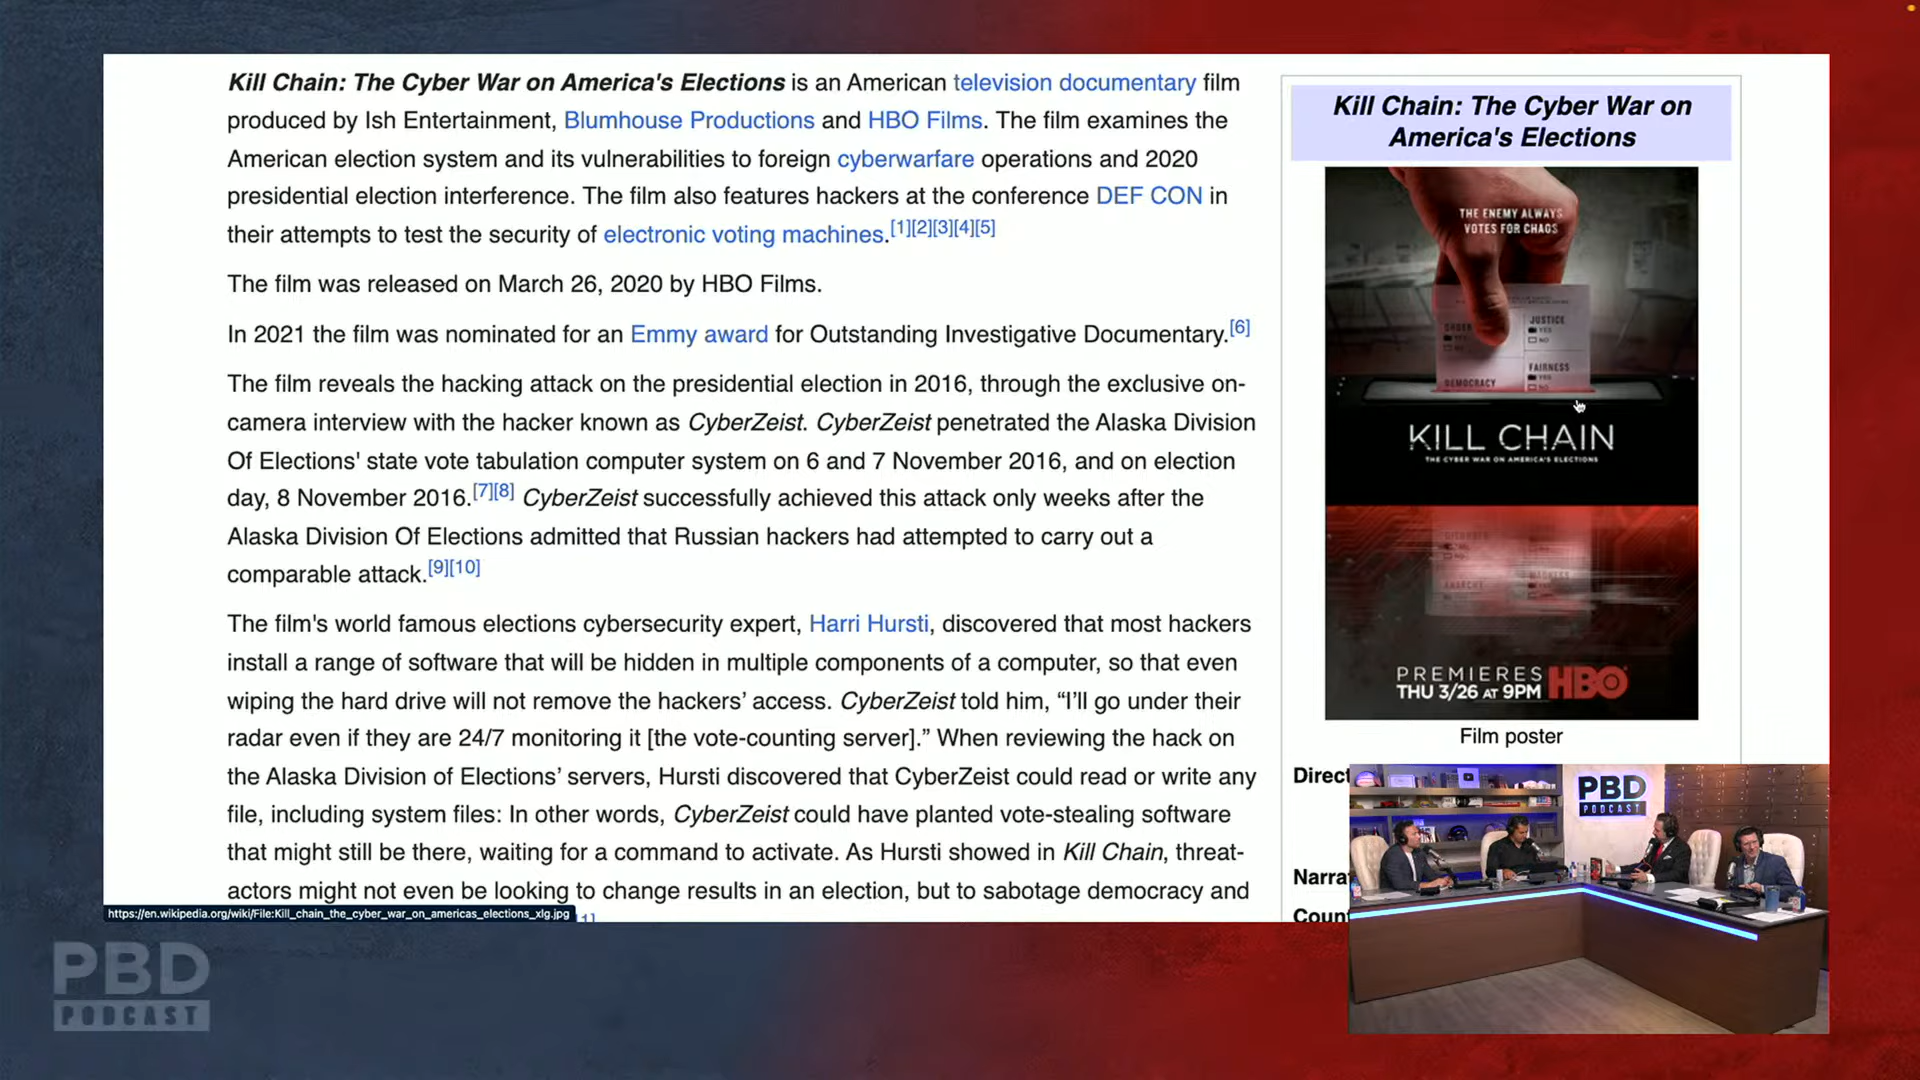 Kill Chain: The Cyber War on America's Elections is an American television documentary film
produced by Ish Entertainment, Blumhouse Productions and HBO Films. The film examines the
American election system and its vulnerabilities to foreign cyberwarfare operations and 2020
presidential election interference. The film also features hackers at the conference DEF CON in
their attempts to test the security of electronic voting machines.[1][2][3][4][5]
The film was released on March 26, 2020 by HBO Films.
In 2021 the film was nominated for an Emmy award for Outstanding Investigative Documentary.[6]
The film reveals the hacking attack on the presidential election in 2016, through the exclusive on-
camera interview with the hacker known as CyberZeist. CyberZeist penetrated the Alaska Division
Of Elections' state vote tabulation computer system on 6 and 7 November 2016, and on election
day, 8 November 2016.[7][8] CyberZeist successfully achieved this attack only weeks after the
Alaska Division Of Elections admitted that Russian hackers had attempted to carry out a
comparable attack.[9][10]
The film's world famous elections cybersecurity expert, Harri Hursti, discovered that most hackers
install a range of software that will be hidden in multiple components of a computer, so that even
wiping the hard drive will not remove the hackers’ access. CyberZeist told him, “I’ll go under their
radar even if they are 24/7 monitoring it [the vote-counting server].” When reviewing the hack on
the Alaska Division of Elections’ servers, Hursti discovered that CyberZeist could read or write any
file, including system files: In other words, CyberZeist could have planted vote-stealing software
that might still be there, waiting for a command to activate. As Hursti showed in Kill Chain, threat-
actors might not even be looking to change results in an election, but to sabotage democracy and
https://en.wikipedia.org/wiki/File:Kill_chain_the_cyber_war_on_americas_elections_xlg.jpg
Kill Chain: The Cyber War on
America's Elections
THE ENEMY ALWAYS
VOTES FOR CHAOS
ORDER
YES
JUSTICE
YES
NO
DEMOCRACY
FAIRNESS
YES
NO
KILL CHAIN
THE CYBER WAR ON AMERICA'S ELECTIONS
PREMIERES
THU 3/26 AT 9PM HBO
Film poster
Direc
Narra
Coun
PBD
PODCAST
PBD
PODCAST